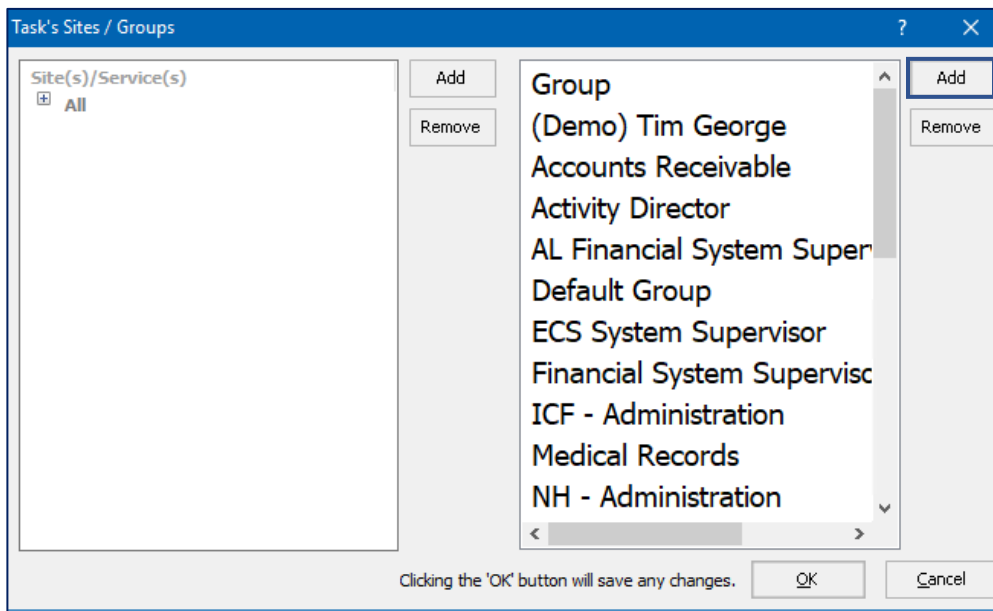 Task's Sites / Groups ?
Site(s)/Service(s)
All
Add
Remove
Group
(Demo) Tim George
Accounts Receivable
Activity Director
AL Financial System
Default Group
ECS System Supervisor
Financial System
ICF - Administration
Medical Records
NH - Administration
Add
Remove
Clicking the 'OK' button will save any changes.
OK
Cancel